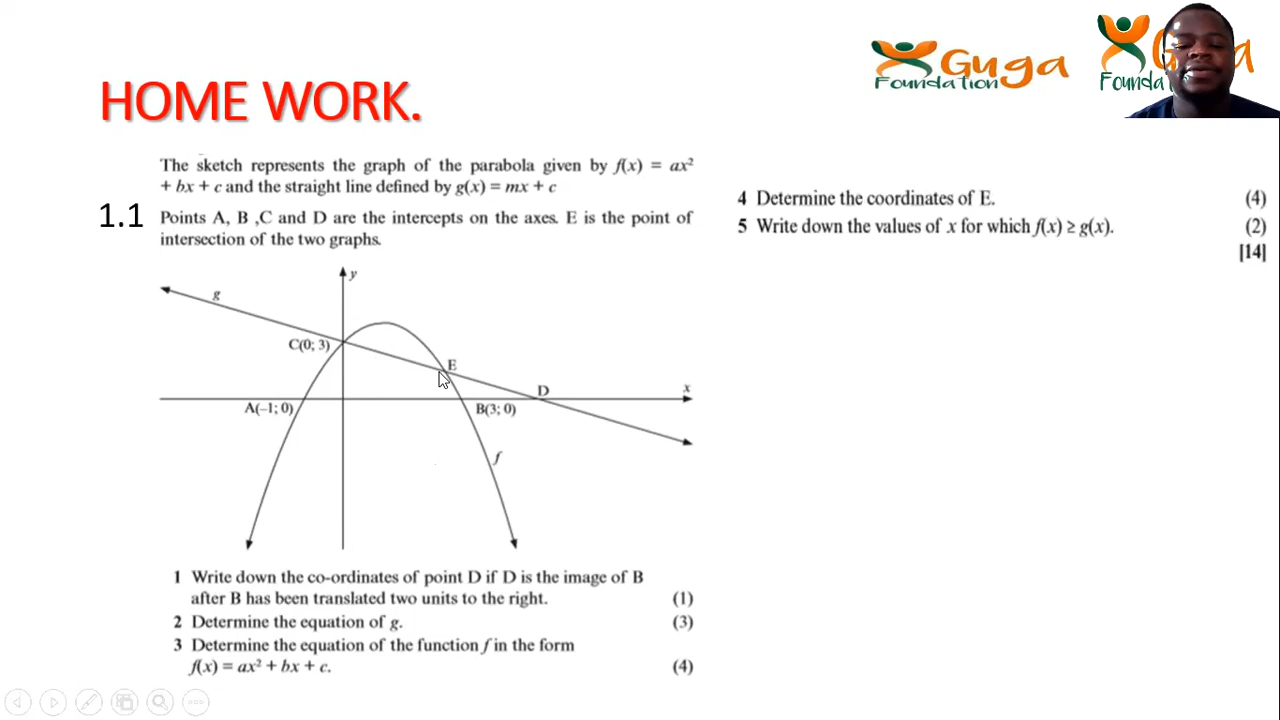 HOME WORK.
Guga
Foundation
The sketch represents the graph of the parabola given by f(x) = ax²
+ bx + c and the straight line defined by g(x) = mx + c
1.1 Points A, B ,C and D are the intercepts on the axes. E is the point of
intersection of the two graphs.
y
g
C(0; 3)
E
D
x
A(–1; 0)
B(3; 0)
f
1 Write down the co-ordinates of point D if D is the image of B
after B has been translated two units to the right. (1)
2 Determine the equation of g. (3)
3 Determine the equation of the function f in the form
f(x) = ax² + bx + c. (4)
4 Determine the coordinates of E. (4)
5 Write down the values of x for which f(x) ≥ g(x). (2)
[14]